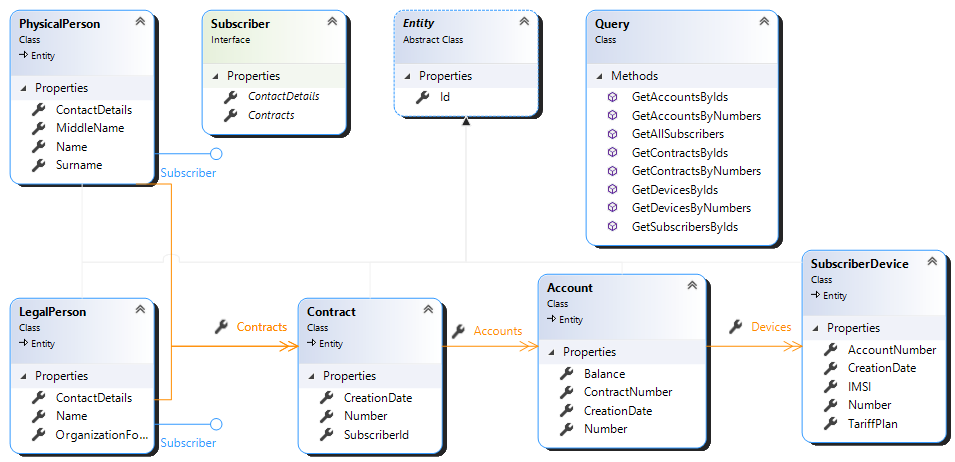 PhysicalPerson
Class
Entity
Properties
ContactDetails
MiddleName
Name
Surname
Subscriber
Subscriber
Interface
Properties
ContactDetails
Contracts
Entity
Abstract Class
Properties
Id
Query
Class
Methods
GetAccountsByIds
GetAccountsByNumbers
GetAllSubscribers
GetContractsByIds
GetContractsByNumbers
GetDevicesByIds
GetDevicesByNumbers
GetSubscribersByIds
LegalPerson
Class
Entity
Properties
ContactDetails
Name
OrganizationFo...
Subscriber
Contracts
Contract
Class
Entity
Properties
CreationDate
Number
SubscriberId
Accounts
Account
Class
Entity
Properties
Balance
ContractNumber
CreationDate
Number
Devices
SubscriberDevice
Class
Entity
Properties
AccountNumber
CreationDate
IMSI
Number
TariffPlan